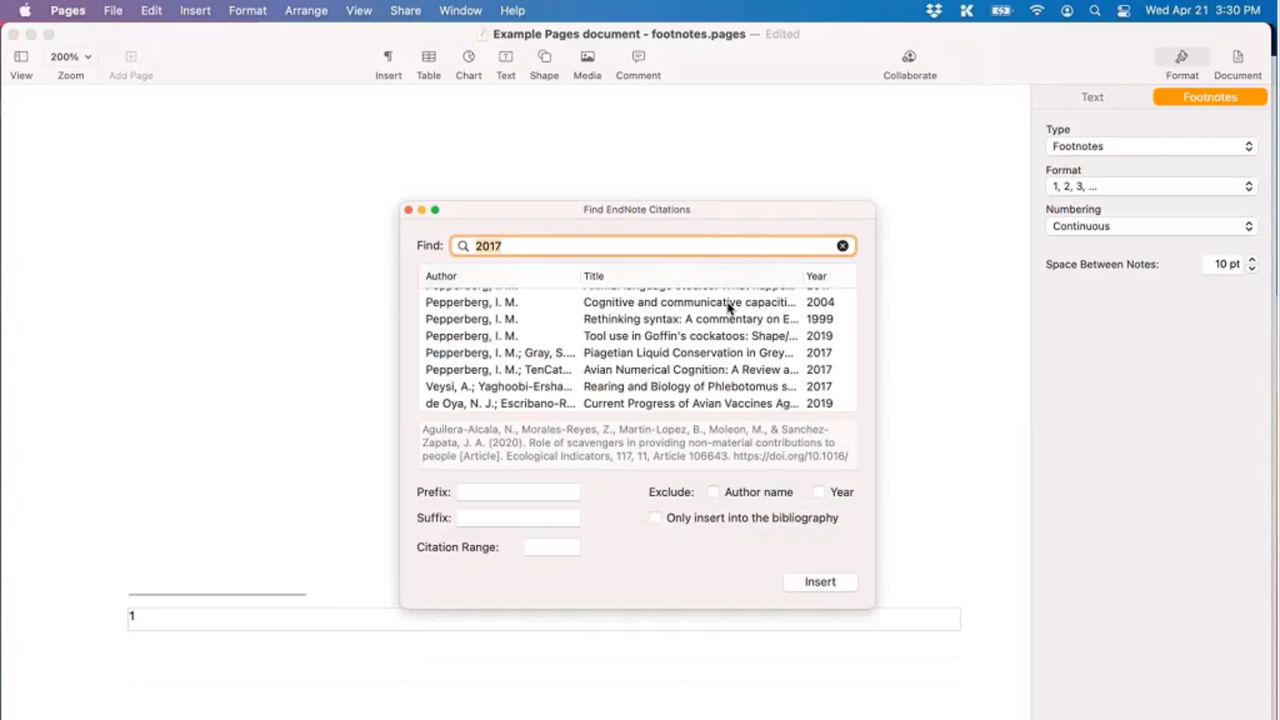 Pages File Edit Insert Format Arrange View Share Window Help Wed Apr 21 3:30 PM
Example Pages document - footnotes.pages — Edited
200%
View Zoom Add Page Insert Table Chart Text Shape Media Comment Collaborate Format Document
Text Footnotes
Type
Footnotes
Format
1, 2, 3, ...
Numbering
Continuous
Space Between Notes: 10 pt
Find EndNote Citations
Find: 2017
Author Title Year
Pepperberg, I. M. Cognitive and communicative capaciti... 2004
Pepperberg, I. M. Rethinking syntax: A commentary on E... 1999
Pepperberg, I. M. Tool use in Goffin's cockatoos: Shape/... 2019
Pepperberg, I. M.; Gray, S.... Piagetian Liquid Conservation in Grey... 2017
Pepperberg, I. M.; TenCat... Avian Numerical Cognition: A Review a... 2017
Veysi, A.; Yaghoobi-Ersha... Rearing and Biology of Phlebotomus s... 2017
de Oya, N. J.; Escribano-R... Current Progress of Avian Vaccines Ag... 2019
Aguilera-Alcala, N., Morales-Reyes, Z., Martin-Lopez, B., Moleon, M., & Sanchez-
Zapata, J. A. (2020). Role of scavengers in providing non-material contributions to
people [Article]. Ecological Indicators, 117, 11, Article 106643. https://doi.org/10.1016/
Prefix:
Exclude: Author name Year
Suffix:
Only insert into the bibliography
Citation Range:
Insert
1